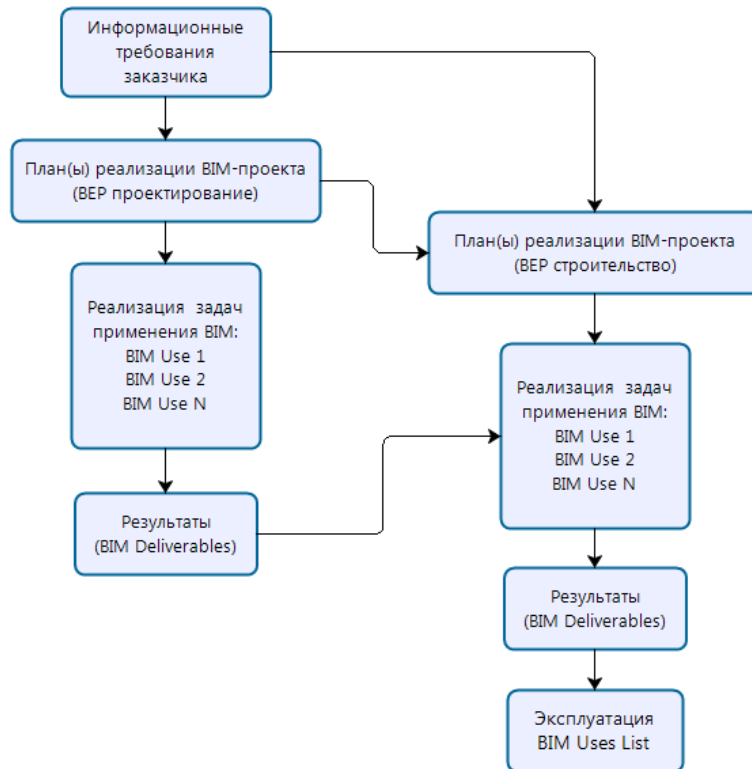 Информационные
требования
заказчика
План(ы) реализации BIM-проекта
(BEP проектирование)
План(ы) реализации BIM-проекта
(BEP строительство)
Реализация задач
применения BIM:
BIM Use 1
BIM Use 2
BIM Use N
Реализация задач
применения BIM:
BIM Use 1
BIM Use 2
BIM Use N
Результаты
(BIM Deliverables)
Результаты
(BIM Deliverables)
Эксплуатация
BIM Uses List